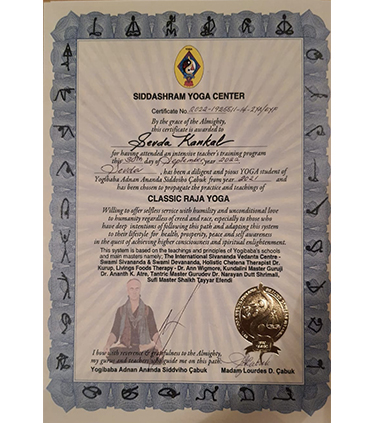 SIDDASHRAM YOGA CENTER
Certificate No.
By the grace of the Almighty,
this certificate is awarded to
Sevda Kankal
for having attended an intensive teacher's training program
this 30th day of September year 2022
Sevda, has been a diligent and pious YOGA student of
Yogibaba Adnan Ananda Siddviho Çabuk from year 2021 and
has been chosen to propagate the practice and teachings of
CLASSIC RAJA YOGA
Willing to offer selfless service with humility and unconditional love
to humanity regardless of creed and race, especially to those who
have deep intentions of following this path and adapting this system
to their lifestyle for health, prosperity, peace and self awareness
in the quest of achieving higher consciousness and spiritual enlightenment.
This system is based on the teachings and principles of Yogibaba's schools
and main masters namely; The International Sivananda Vedanta Centre -
Swami Sivananda & Swami Devananda, Holistic Chetena Therapist Dr.
Kurup, Livings Foods Therapy - Dr. Ann Wigmore, Kundalini Master Guruji
Dr. Ananth K. Atre, Tantric Master Gurudev Dr. Narayan Dutt Shrimali,
Sufi Master Shaikh Tayyar Efendi
I bow with reverence & gratefulness to the Almighty,
my gurus and teachers who guide me on this path.
Yogibaba Adnan Ananda Siddviho Çabuk Madam Lourdes D. Çabuk